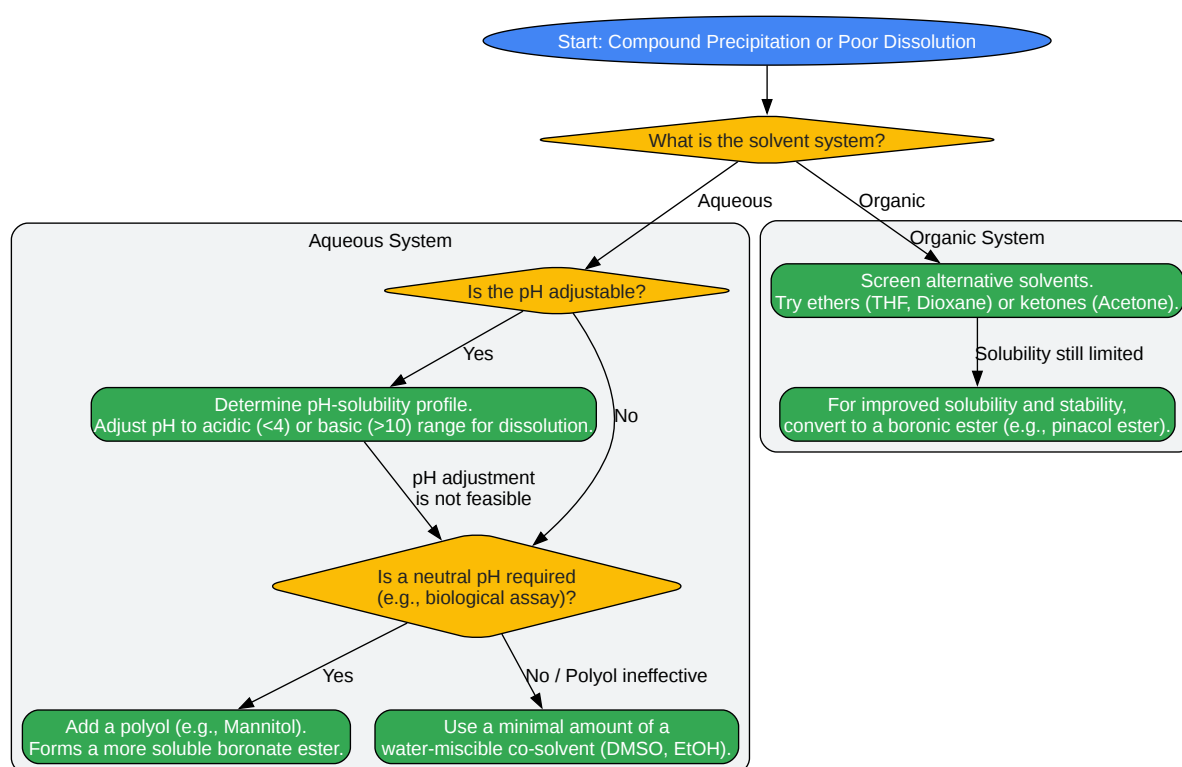 Start: Compound Precipitation or Poor Dissolution
What is the solvent system?
Aqueous
Organic
Aqueous System
Is the pH adjustable?
Yes
No
Determine pH-solubility profile.
Adjust pH to acidic (<4) or basic (>10) range for dissolution.
pH adjustment
is not feasible
Is a neutral pH required
(e.g., biological assay)?
Yes
No / Polyol ineffective
Add a polyol (e.g., Mannitol).
Forms a more soluble boronate ester.
Use a minimal amount of a
water-miscible co-solvent (DMSO, EtOH).
Organic System
Screen alternative solvents.
Try ethers (THF, Dioxane) or ketones (Acetone).
Solubility still limited
For improved solubility and stability,
convert to a boronic ester (e.g., pinacol ester).